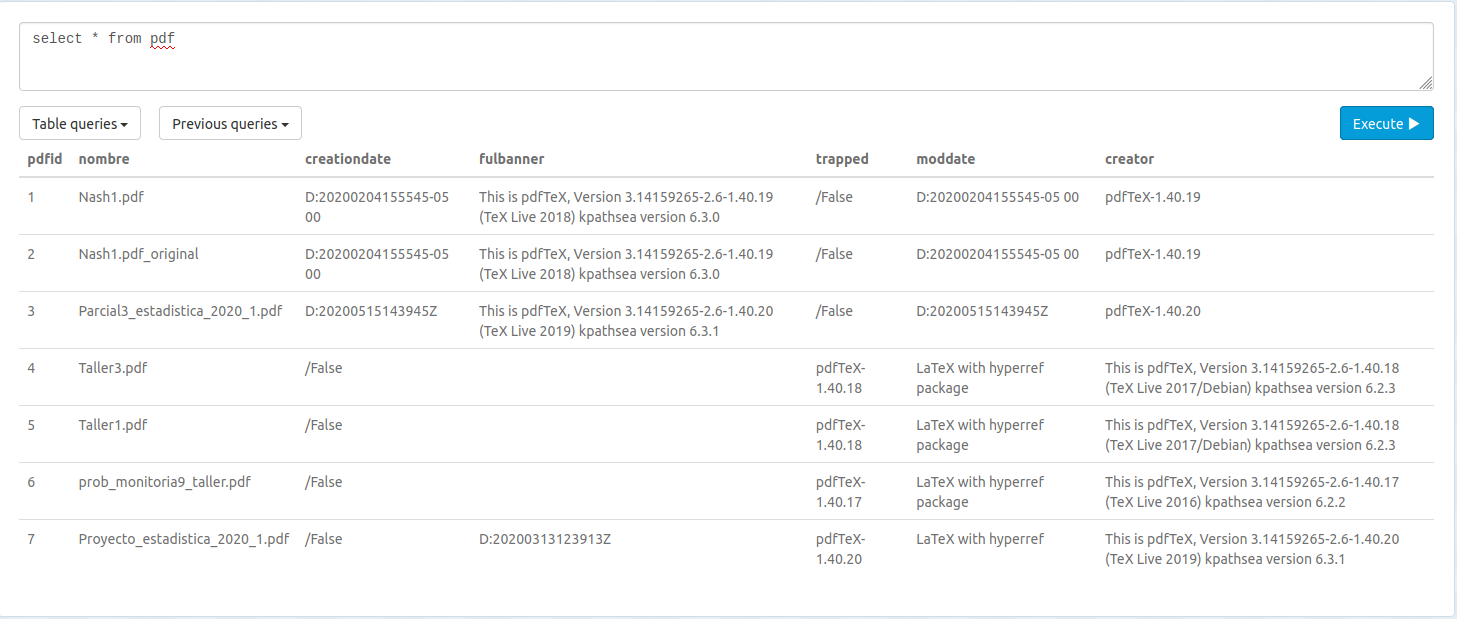 select * from pdf
Table queries Previous queries Execute
pdfid nombre creationdate fulbanner trapped moddate creator
1 Nash1.pdf D:20200204155545-05 This is pdfTeX, Version 3.14159265-2.6-1.40.19 /False D:20200204155545-05 00 pdfTeX-1.40.19
00 (TeX Live 2018) kpathsea version 6.3.0
2 Nash1.pdf_original D:20200204155545-05 This is pdfTeX, Version 3.14159265-2.6-1.40.19 /False D:20200204155545-05 00 pdfTeX-1.40.19
00 (TeX Live 2018) kpathsea version 6.3.0
3 Parcial3_estadistica_2020_1.pdf D:20200515143945Z This is pdfTeX, Version 3.14159265-2.6-1.40.20 /False D:20200515143945Z pdfTeX-1.40.20
(TeX Live 2019) kpathsea version 6.3.1
4 Taller3.pdf /False pdfTeX- LaTeX with hyperref This is pdfTeX, Version 3.14159265-2.6-1.40.18
1.40.18 package (TeX Live 2017/Debian) kpathsea version 6.2.3
5 Taller1.pdf /False pdfTeX- LaTeX with hyperref This is pdfTeX, Version 3.14159265-2.6-1.40.18
1.40.18 package (TeX Live 2017/Debian) kpathsea version 6.2.3
6 prob_monitoria9_taller.pdf /False pdfTeX- LaTeX with hyperref This is pdfTeX, Version 3.14159265-2.6-1.40.17
1.40.17 package (TeX Live 2016) kpathsea version 6.2.2
7 Proyecto_estadistica_2020_1.pdf /False D:20200313123913Z pdfTeX- LaTeX with hyperref This is pdfTeX, Version 3.14159265-2.6-1.40.20
1.40.20 (TeX Live 2019) kpathsea version 6.3.1